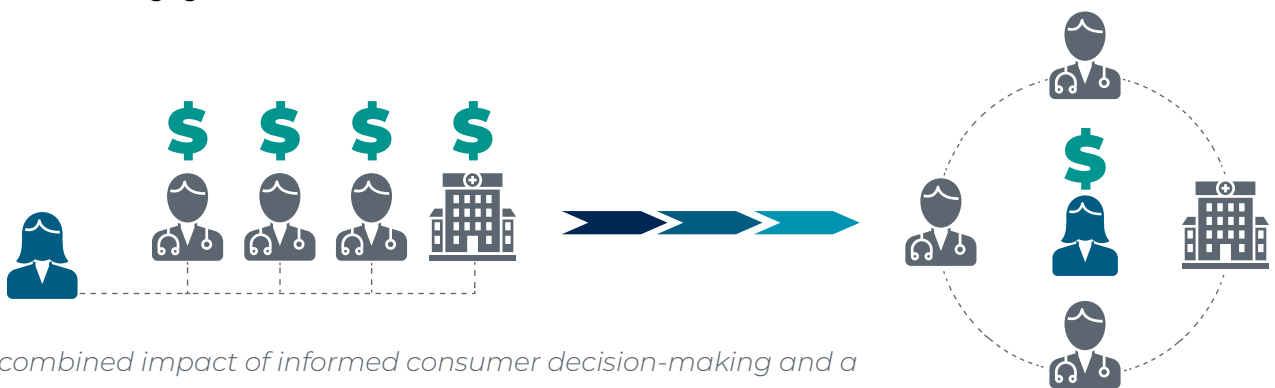 $ $ $ $
$
combined impact of informed consumer decision-making and a